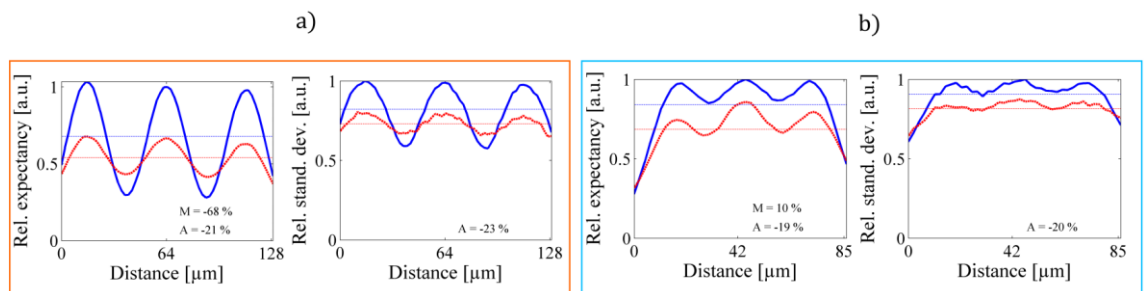 a)
Rel. expectancy [a.u.]
1
0.5
0
M = -68 %
A = -21 %
0 64 128
Distance [µm]
Rel. stand. dev. [a.u.]
1
0.5
0
A = -23 %
0 64 128
Distance [µm]
b)
Rel. expectancy [a.u.]
1
0.5
0
M = 10 %
A = -19 %
0 42 85
Distance [µm]
Rel. stand. dev. [a.u.]
1
0.5
0
A = -20 %
0 42 85
Distance [µm]